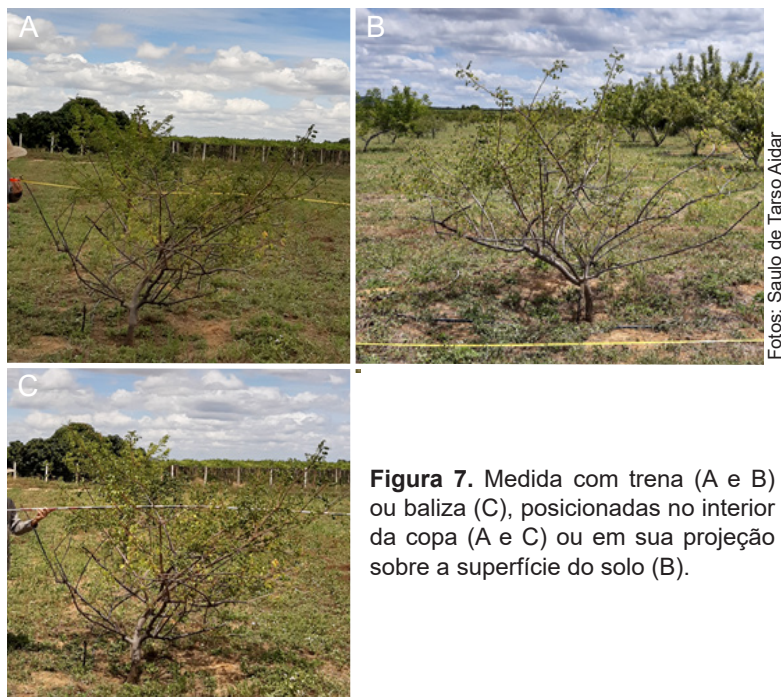 A
B
Fotos: Saulo de Tarso Aidar
C
Figura 7. Medida com trena (A e B)
ou baliza (C), posicionadas no interior
da copa (A e C) ou em sua projeção
sobre a superfície do solo (B).